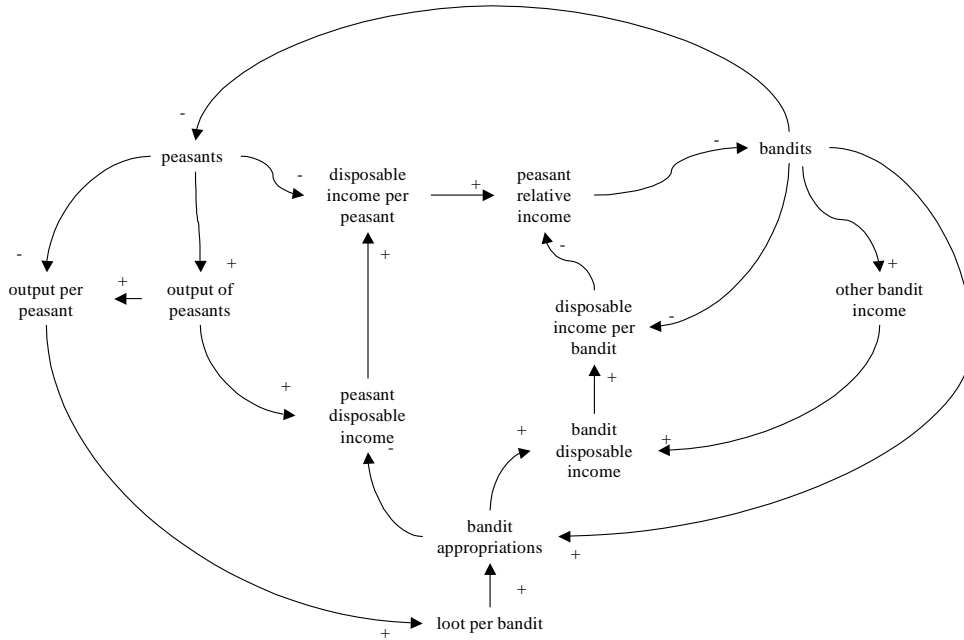 -
-
peasants
bandits
-
disposable
income per
peasant
+
peasant
relative
income
-
-
+
+
-
+
+
output per
peasant
output of
peasants
disposable
income per
bandit
-
other bandit
income
+
+
peasant
disposable
income
-
+
bandit
disposable
income
+
bandit
appropriations
+
+
+
loot per bandit